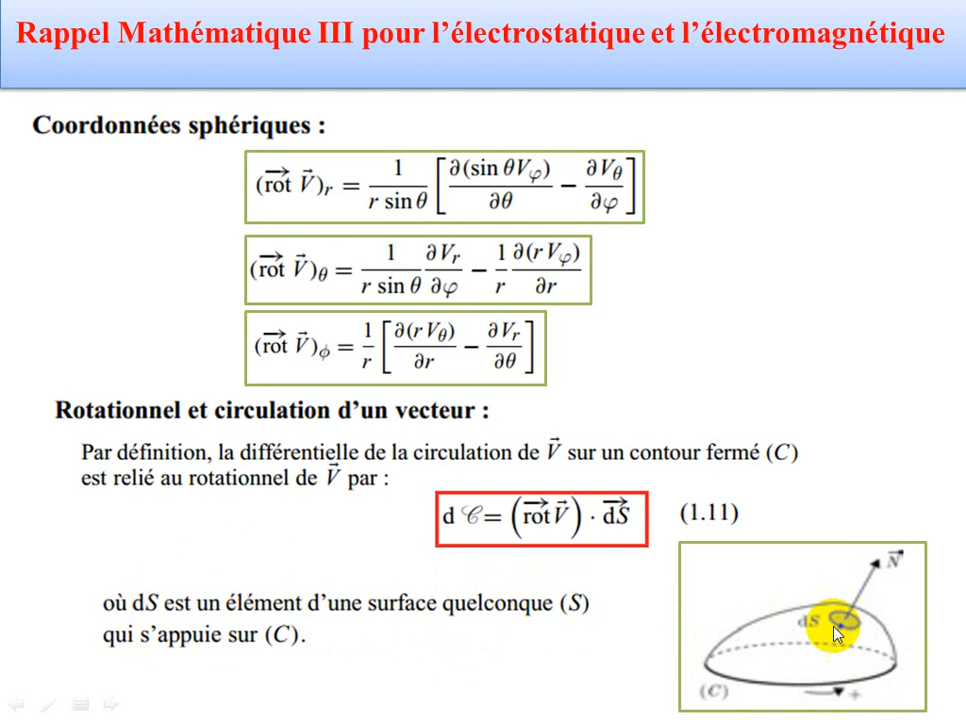 Rappel Mathématique III pour l'électrostatique et l'électromagnétique
Coordonnées sphériques :
(rot⃗ V⃗)_r = 1/(r sin θ) [∂(sin θV_φ)/∂θ − ∂V_θ/∂φ]
(rot⃗ V⃗)_θ = 1/(r sin θ) ∂V_r/∂φ − 1/r ∂(r V_φ)/∂r
(rot⃗ V⃗)_ϕ = 1/r [∂(r V_θ)/∂r − ∂V_r/∂θ]
Rotationnel et circulation d'un vecteur :
Par définition, la différentielle de la circulation de V⃗ sur un contour fermé (C)
est relié au rotationnel de V⃗ par :
d𝒞 = (rot⃗ V⃗) · dS⃗ (1.11)
où dS est un élément d'une surface quelconque (S)
qui s'appuie sur (C).
N⃗
dS
(C)
+